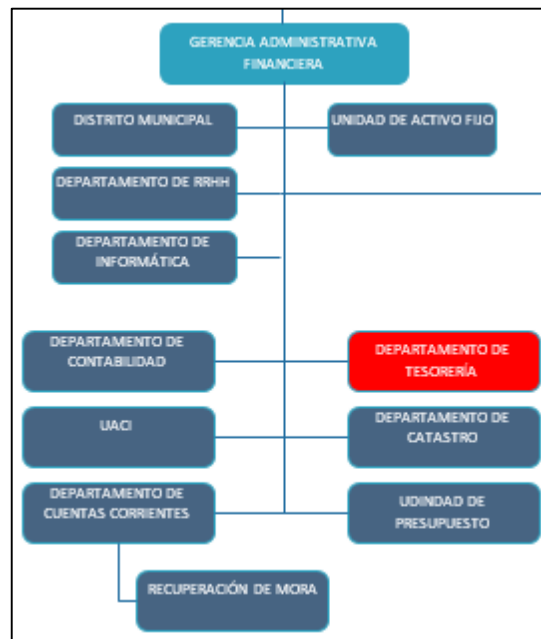 GERENCIA ADMINISTRATIVA
FINANCIERA
DISTRITO MUNICIPAL
UNIDAD DE ACTIVO FIJO
DEPARTAMENTO DE RRHH
DEPARTAMENTO DE
INFORMÁTICA
DEPARTAMENTO DE
CONTABILIDAD
DEPARTAMENTO DE
TESORERÍA
UACI
DEPARTAMENTO DE
CATASTRO
DEPARTAMENTO DE
CUENTAS CORRIENTES
UDINDAD DE
PRESUPUESTO
RECUPERACIÓN DE MORA